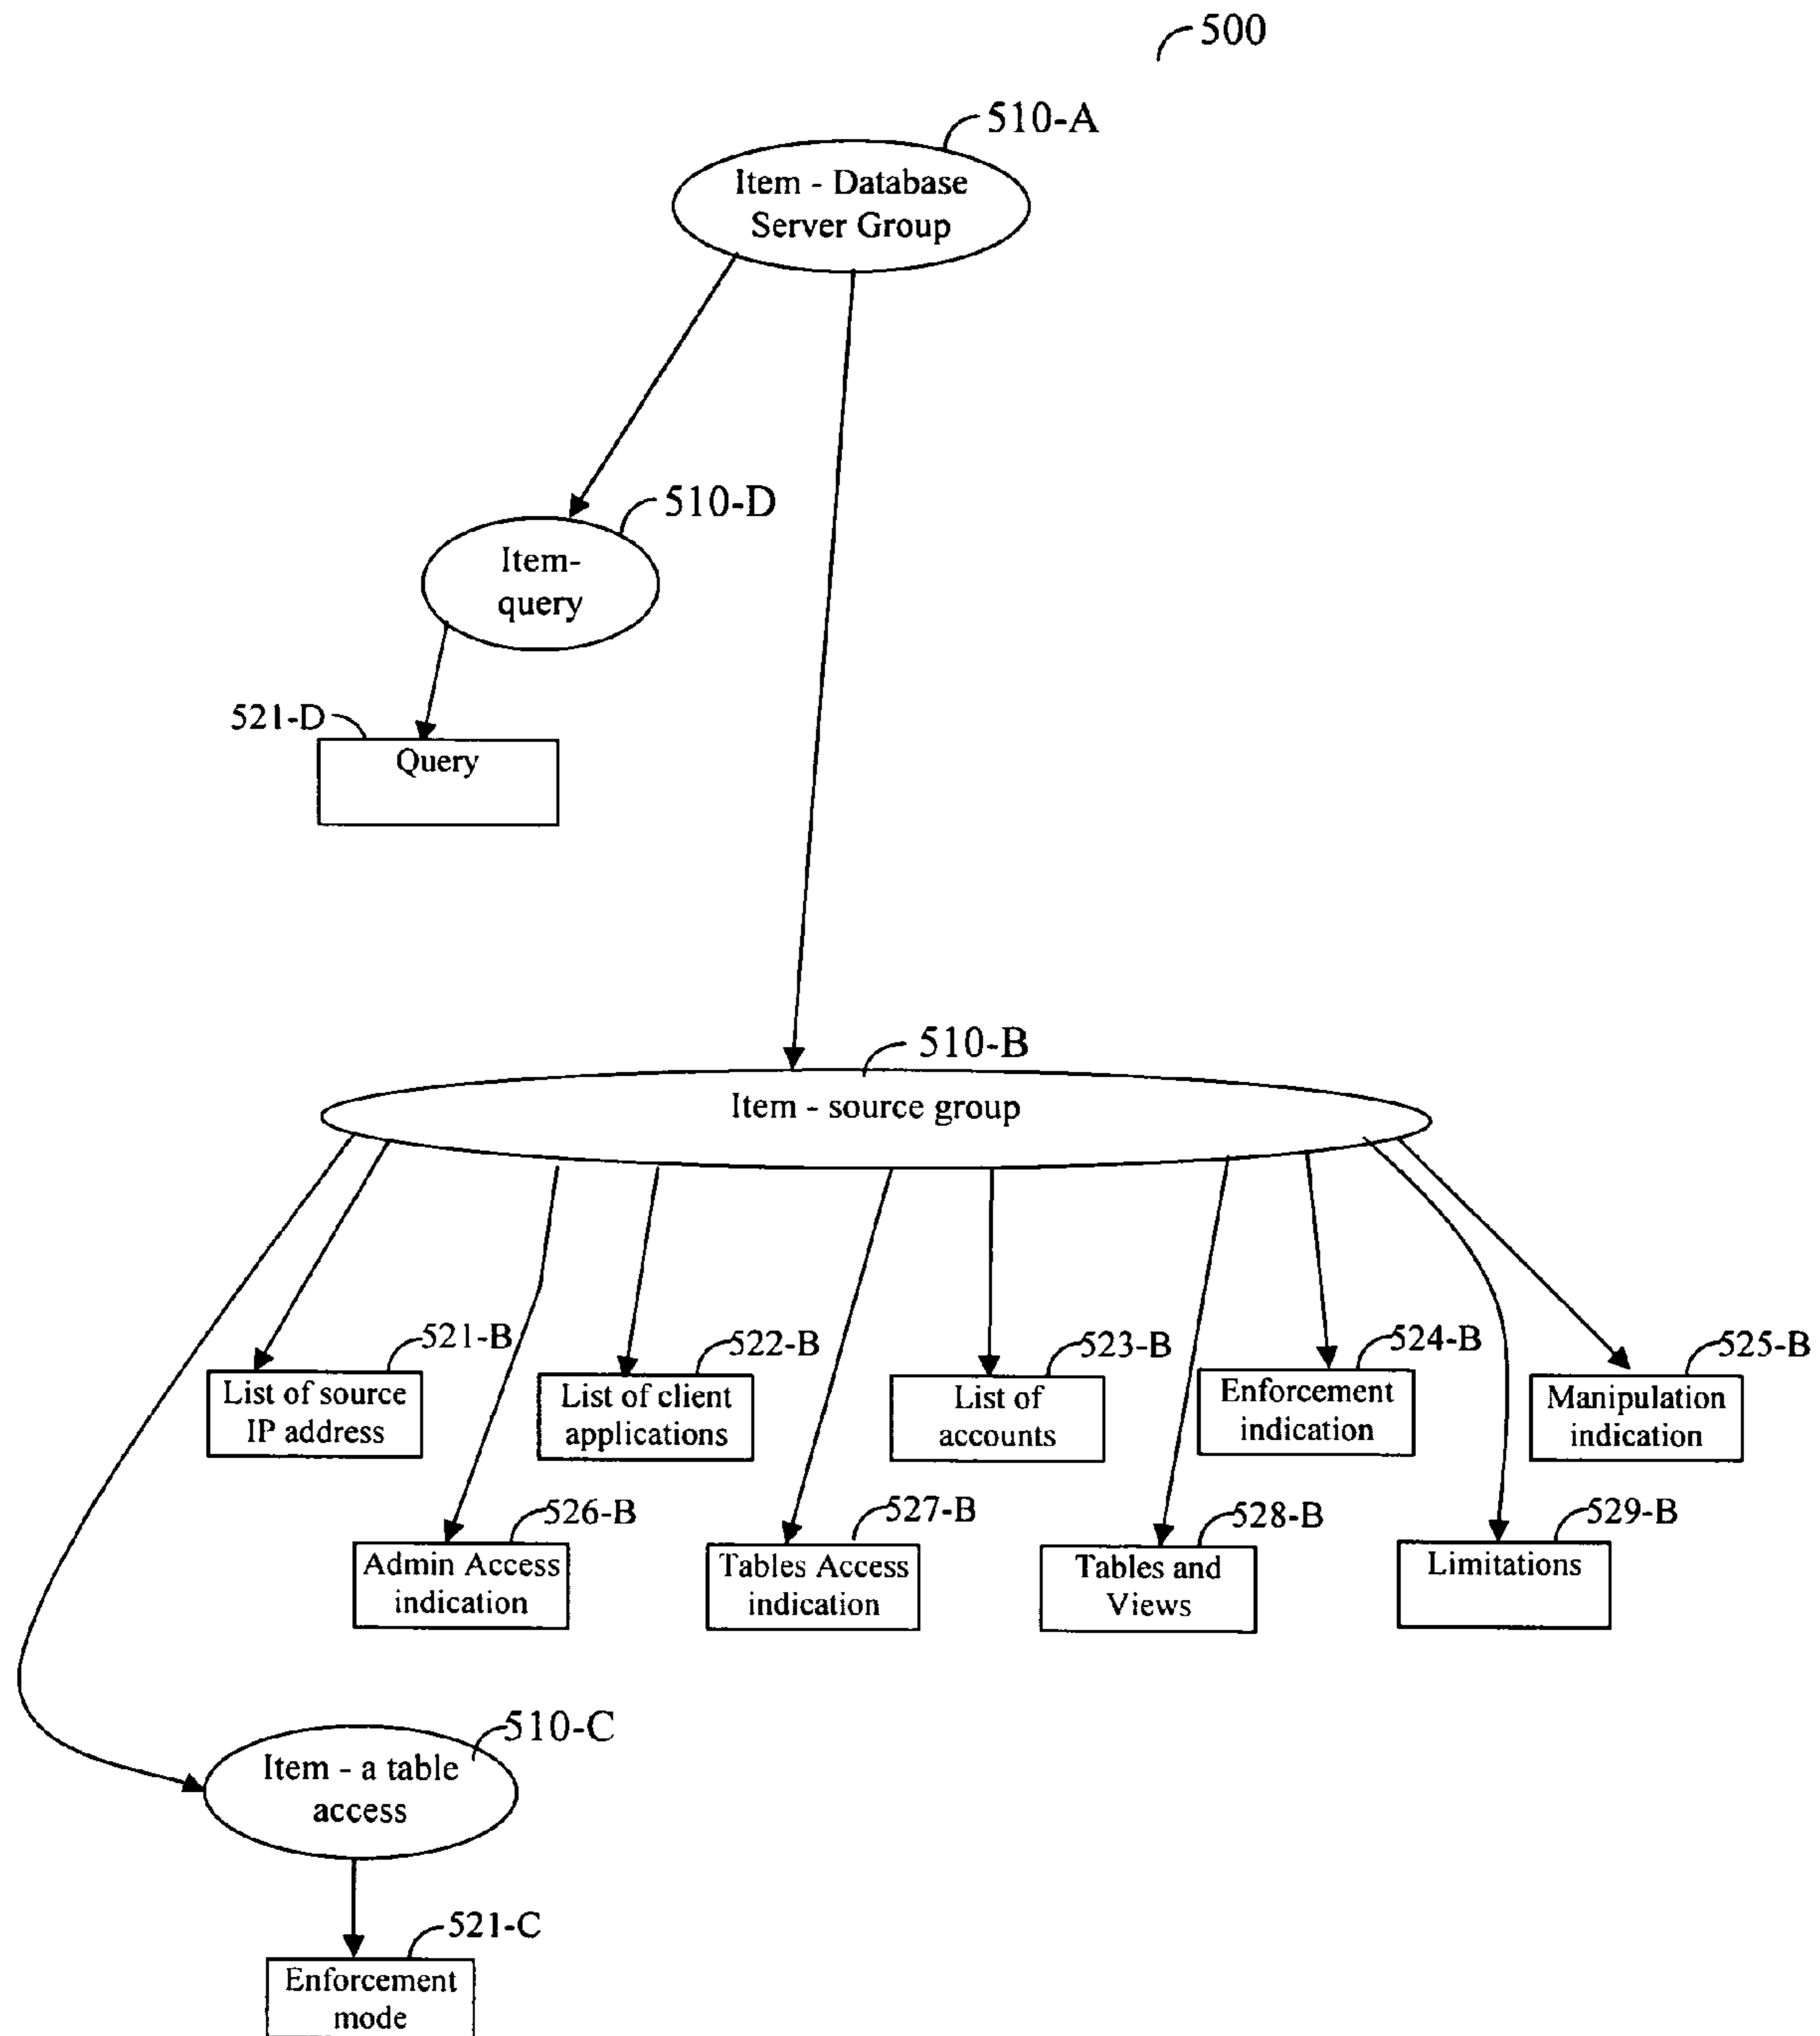 500
510-A
Item - Database
Server Group
510-D
Item-
query
521-D
Query
510-B
Item - source group
521-B
List of source
IP address
522-B
List of client
applications
523-B
List of
accounts
524-B
Enforcement
indication
525-B
Manipulation
indication
526-B
Admin Access
indication
527-B
Tables Access
indication
528-B
Tables and
Views
529-B
Limitations
510-C
Item - a table
access
521-C
Enforcement
mode